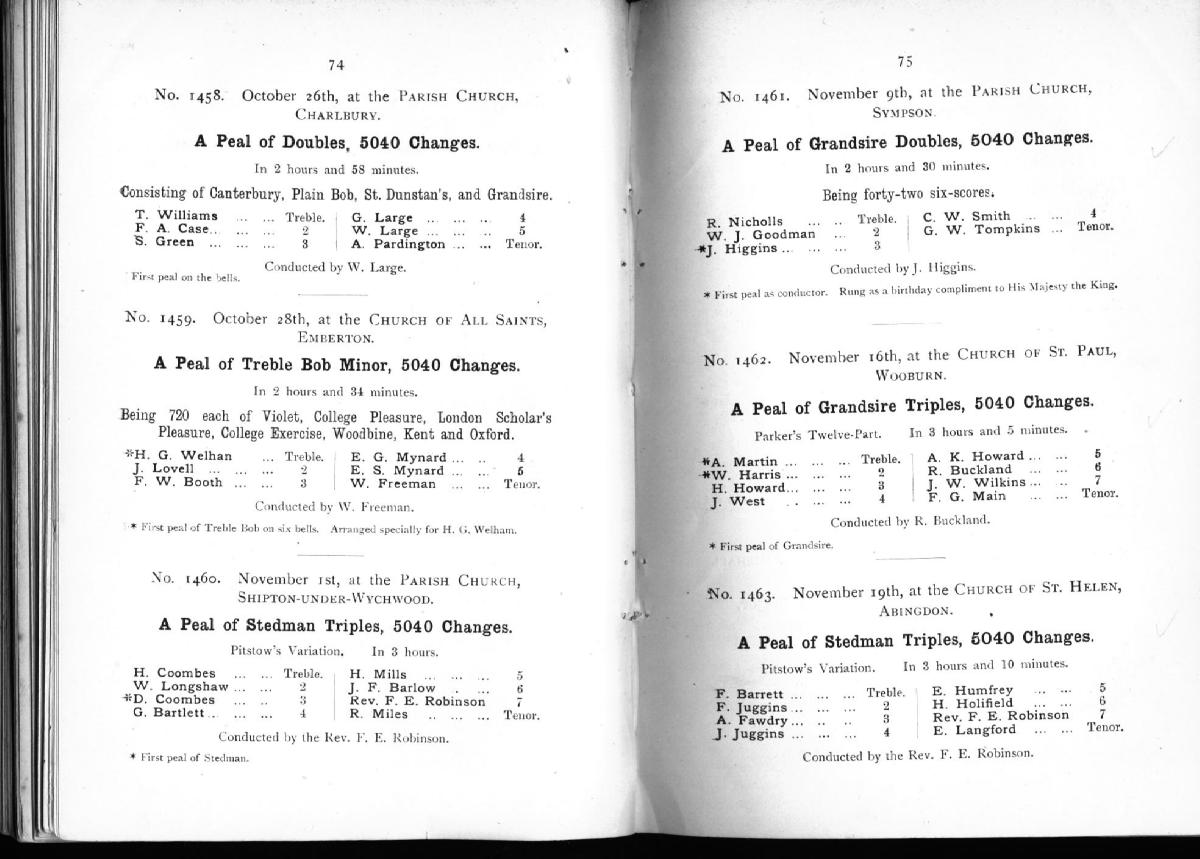 74
No. 1458. October 26th, at the PARISH CHURCH,
CHARLBURY.
A Peal of Doubles, 5040 Changes.
In 2 hours and 58 minutes.
Consisting of Canterbury, Plain Bob, St. Dunstan's, and Grandsire.
T. Williams ... ... Treble. G. Large ... ... ... 4
F. A. Case... ... ... 2 W. Large ... ... ... 5
S. Green ... ... ... 3 A. Pardington ... ... Tenor.
Conducted by W. Large.
First peal on the bells.
No. 1459. October 28th, at the CHURCH OF ALL SAINTS,
EMBERTON.
A Peal of Treble Bob Minor, 5040 Changes.
In 2 hours and 34 minutes.
Being 720 each of Violet, College Pleasure, London Scholar's
Pleasure, College Exercise, Woodbine, Kent and Oxford.
*H. G. Welhan ... Treble. E. G. Mynard ... ... 4
J. Lovell ... ... ... 2 E. S. Mynard ... ... 5
F. W. Booth ... ... 3 W. Freeman ... ... Tenor.
Conducted by W. Freeman.
* First peal of Treble Bob on six bells. Arranged specially for H. G. Welham.
No. 1460. November 1st, at the PARISH CHURCH,
SHIPTON-UNDER-WYCHWOOD.
A Peal of Stedman Triples, 5040 Changes.
Pitstow's Variation. In 3 hours.
H. Coombes ... ... Treble. H. Mills ... ... ... 5
W. Longshaw ... ... 2 J. F. Barlow ... ... 6
*D. Coombes ... ... 3 Rev. F. E. Robinson 7
G. Bartlett ... ... ... 4 R. Miles ... ... ... Tenor.
Conducted by the Rev. F. E. Robinson.
* First peal of Stedman.
75
No. 1461. November 9th, at the PARISH CHURCH,
SYMPSON.
A Peal of Grandsire Doubles, 5040 Changes.
In 2 hours and 30 minutes.
Being forty-two six-scores.
R. Nicholls ... ... Treble. C. W. Smith ... ... 4
W. J. Goodman ... 2 G. W. Tompkins ... Tenor.
*J. Higgins ... ... ... 3
Conducted by J. Higgins.
* First peal as conductor. Rung as a birthday compliment to His Majesty the King.
No. 1462. November 16th, at the CHURCH OF ST. PAUL,
WOOBURN.
A Peal of Grandsire Triples, 5040 Changes.
Parker's Twelve-Part. In 3 hours and 5 minutes.
*A. Martin ... ... ... Treble. A. K. Howard ... ... 5
*W. Harris ... ... ... 2 R. Buckland ... ... 6
H. Howard... ... ... 3 J. W. Wilkins ... ... 7
J. West ... ... ... 4 F. G. Main ... ... Tenor.
Conducted by R. Buckland.
* First peal of Grandsire.
No. 1463. November 19th, at the CHURCH OF ST. HELEN,
ABINGDON.
A Peal of Stedman Triples, 5040 Changes.
Pitstow's Variation. In 3 hours and 10 minutes.
F. Barrett ... ... ... Treble. E. Humfrey ... ... 5
F. Juggins ... ... ... 2 H. Holifield ... ... 6
A. Fawdry ... ... ... 3 Rev. F. E. Robinson 7
J. Juggins ... ... ... 4 E. Langford ... ... Tenor.
Conducted by the Rev. F. E. Robinson.